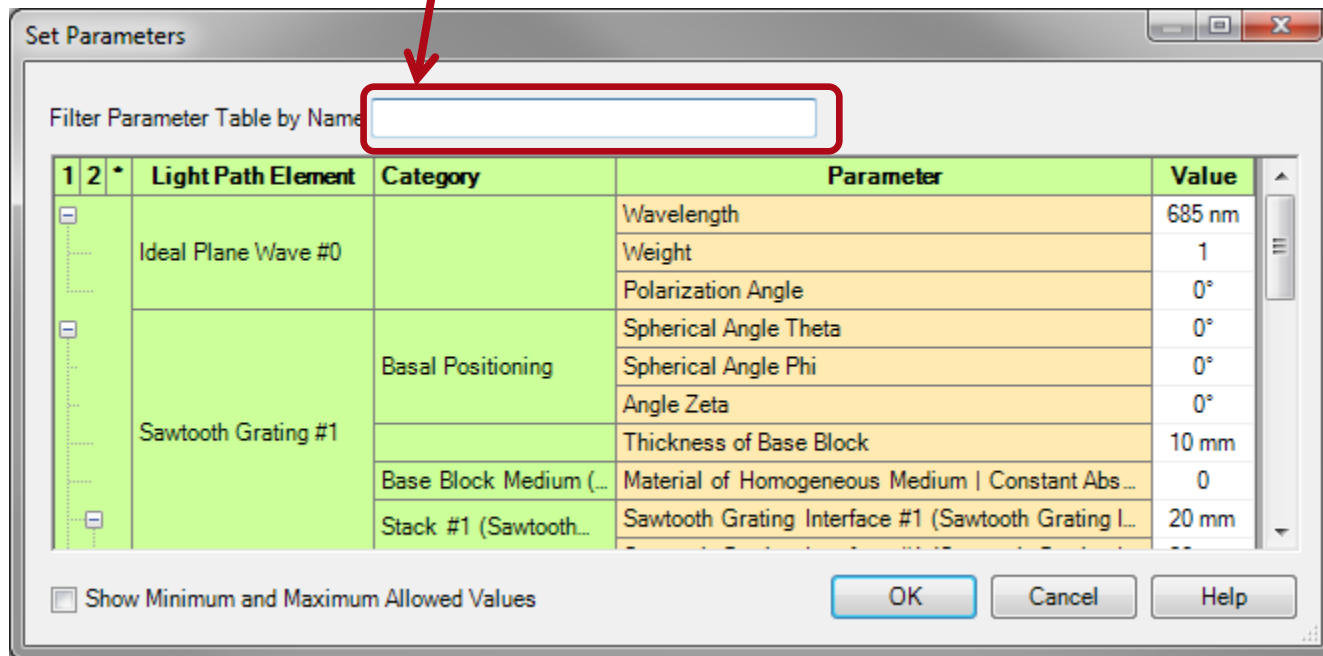 Set Parameters
Filter Parameter Table by Name
1 2 * Light Path Element Category Parameter Value
Ideal Plane Wave #0
Wavelength 685 nm
Weight 1
Polarization Angle 0°
Sawtooth Grating #1
Basal Positioning
Spherical Angle Theta 0°
Spherical Angle Phi 0°
Angle Zeta 0°
Thickness of Base Block 10 mm
Base Block Medium (... Material of Homogeneous Medium | Constant Abs... 0
Stack #1 (Sawtooth... Sawtooth Grating Interface #1 (Sawtooth Grating I... 20 mm
Show Minimum and Maximum Allowed Values
OK Cancel Help